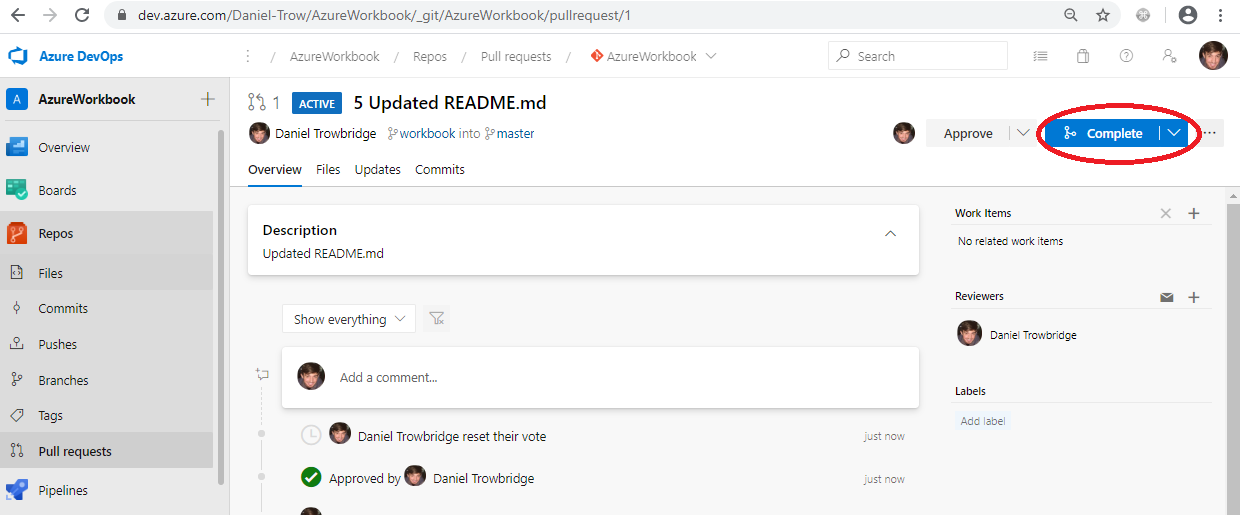 dev.azure.com/Daniel-Trow/AzureWorkbook/_git/AzureWorkbook/pullrequest/1
Azure DevOps
/ AzureWorkbook / Repos / Pull requests / AzureWorkbook
Search
A AzureWorkbook
Overview
Boards
Repos
Files
Commits
Pushes
Branches
Tags
Pull requests
Pipelines
1 ACTIVE 5 Updated README.md
Daniel Trowbridge workbook into master
Approve
Complete
Overview Files Updates Commits
Description
Updated README.md
Show everything
Add a comment...
Daniel Trowbridge reset their vote just now
Approved by Daniel Trowbridge just now
Work Items
No related work items
Reviewers
Daniel Trowbridge
Labels
Add label